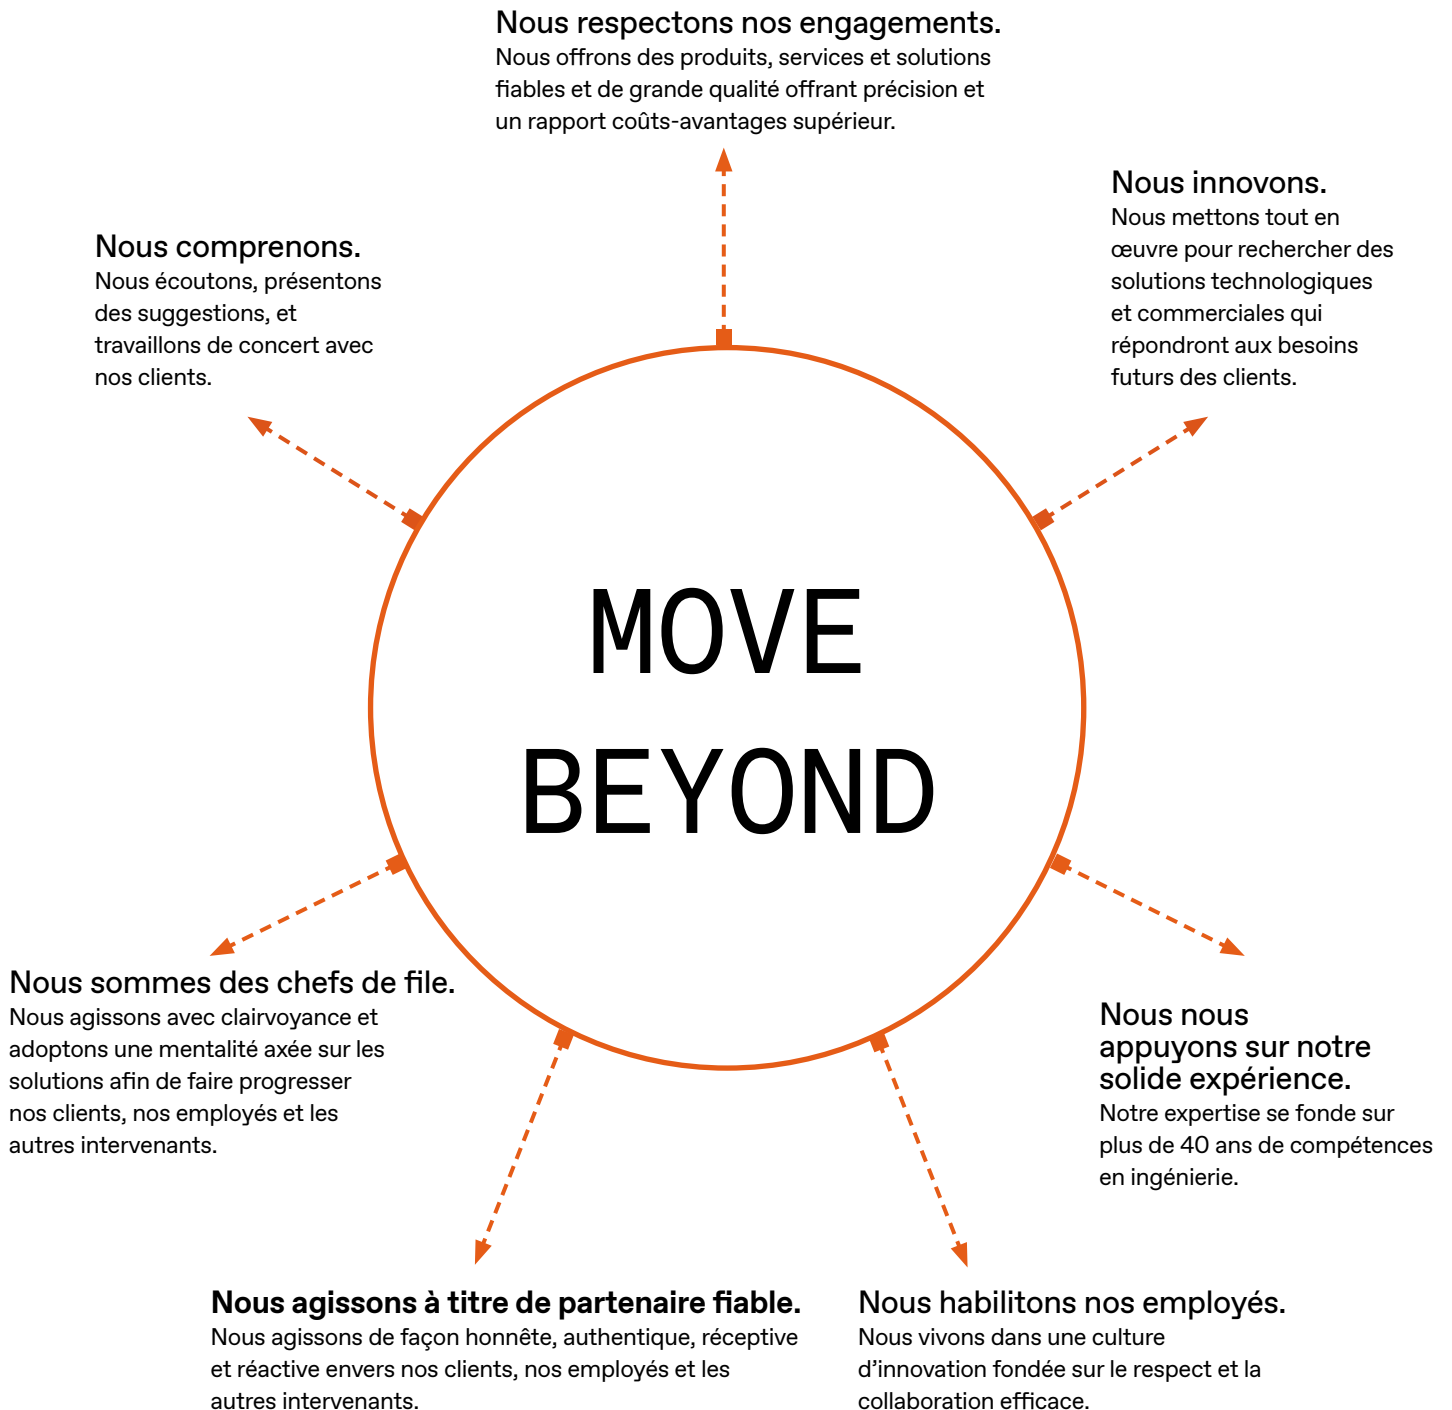 Nous respectons nos engagements.
Nous offrons des produits, services et solutions
fiables et de grande qualité offrant précision et
un rapport coûts-avantages supérieur.
Nous innovons.
Nous mettons tout en
œuvre pour rechercher des
solutions technologiques
et commerciales qui
répondront aux besoins
futurs des clients.
Nous comprenons.
Nous écoutons, présentons
des suggestions, et
travaillons de concert avec
nos clients.
MOVE
BEYOND
Nous sommes des chefs de file.
Nous agissons avec clairvoyance et
adoptons une mentalité axée sur les
solutions afin de faire progresser
nos clients, nos employés et les
autres intervenants.
Nous nous
appuyons sur notre
solide expérience.
Notre expertise se fonde sur
plus de 40 ans de compétences
en ingénierie.
Nous agissons à titre de partenaire fiable.
Nous agissons de façon honnête, authentique, réceptive
et réactive envers nos clients, nos employés et les
autres intervenants.
Nous habilitons nos employés.
Nous vivons dans une culture
d’innovation fondée sur le respect et la
collaboration efficace.